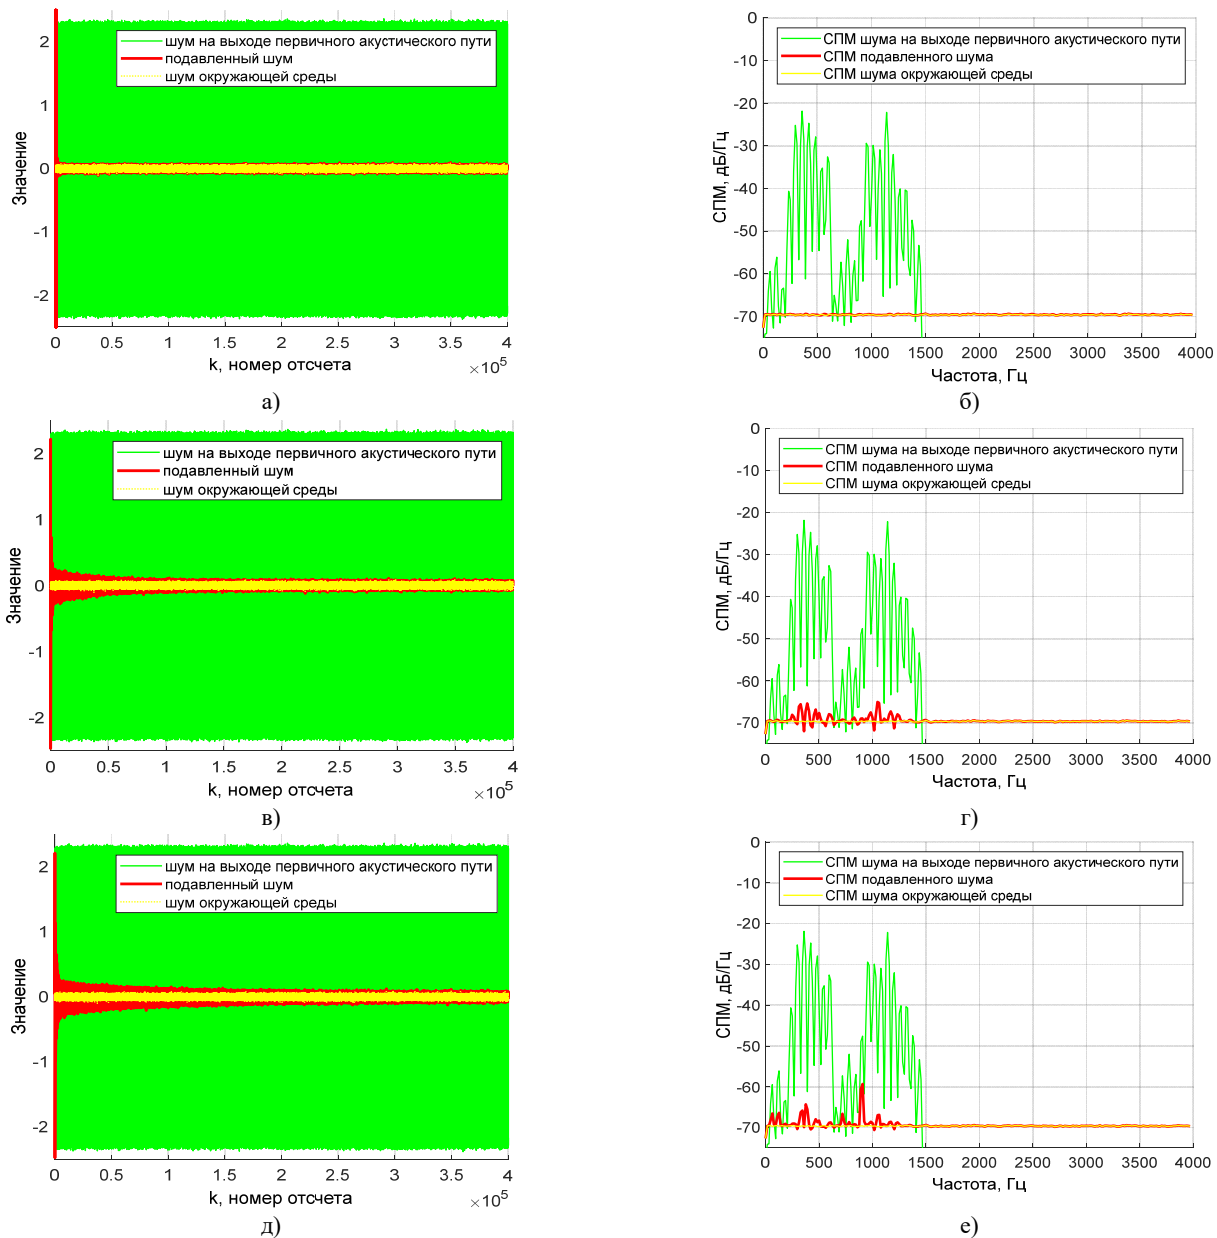 2
1
0
-1
-2
Значение
шум на выходе первичного акустического пути
подавленный шум
шум окружающей среды
0 0.5 1 1.5 2 2.5 3 3.5 4
k, номер отсчета
×10⁵
а)
0
-10
-20
-30
-40
-50
-60
-70
СПМ, дБ/Гц
СПМ шума на выходе первичного акустического пути
СПМ подавленного шума
СПМ шума окружающей среды
0 500 1000 1500 2000 2500 3000 3500 4000
Частота, Гц
б)
2
1
0
-1
-2
Значение
шум на выходе первичного акустического пути
подавленный шум
шум окружающей среды
0 0.5 1 1.5 2 2.5 3 3.5 4
k, номер отсчета
×10⁵
в)
0
-10
-20
-30
-40
-50
-60
-70
СПМ, дБ/Гц
СПМ шума на выходе первичного акустического пути
СПМ подавленного шума
СПМ шума окружающей среды
0 500 1000 1500 2000 2500 3000 3500 4000
Частота, Гц
г)
2
1
0
-1
-2
Значение
шум на выходе первичного акустического пути
подавленный шум
шум окружающей среды
0 0.5 1 1.5 2 2.5 3 3.5 4
k, номер отсчета
×10⁵
д)
0
-10
-20
-30
-40
-50
-60
-70
СПМ, дБ/Гц
СПМ шума на выходе первичного акустического пути
СПМ подавленного шума
СПМ шума окружающей среды
0 500 1000 1500 2000 2500 3000 3500 4000
Частота, Гц
е)